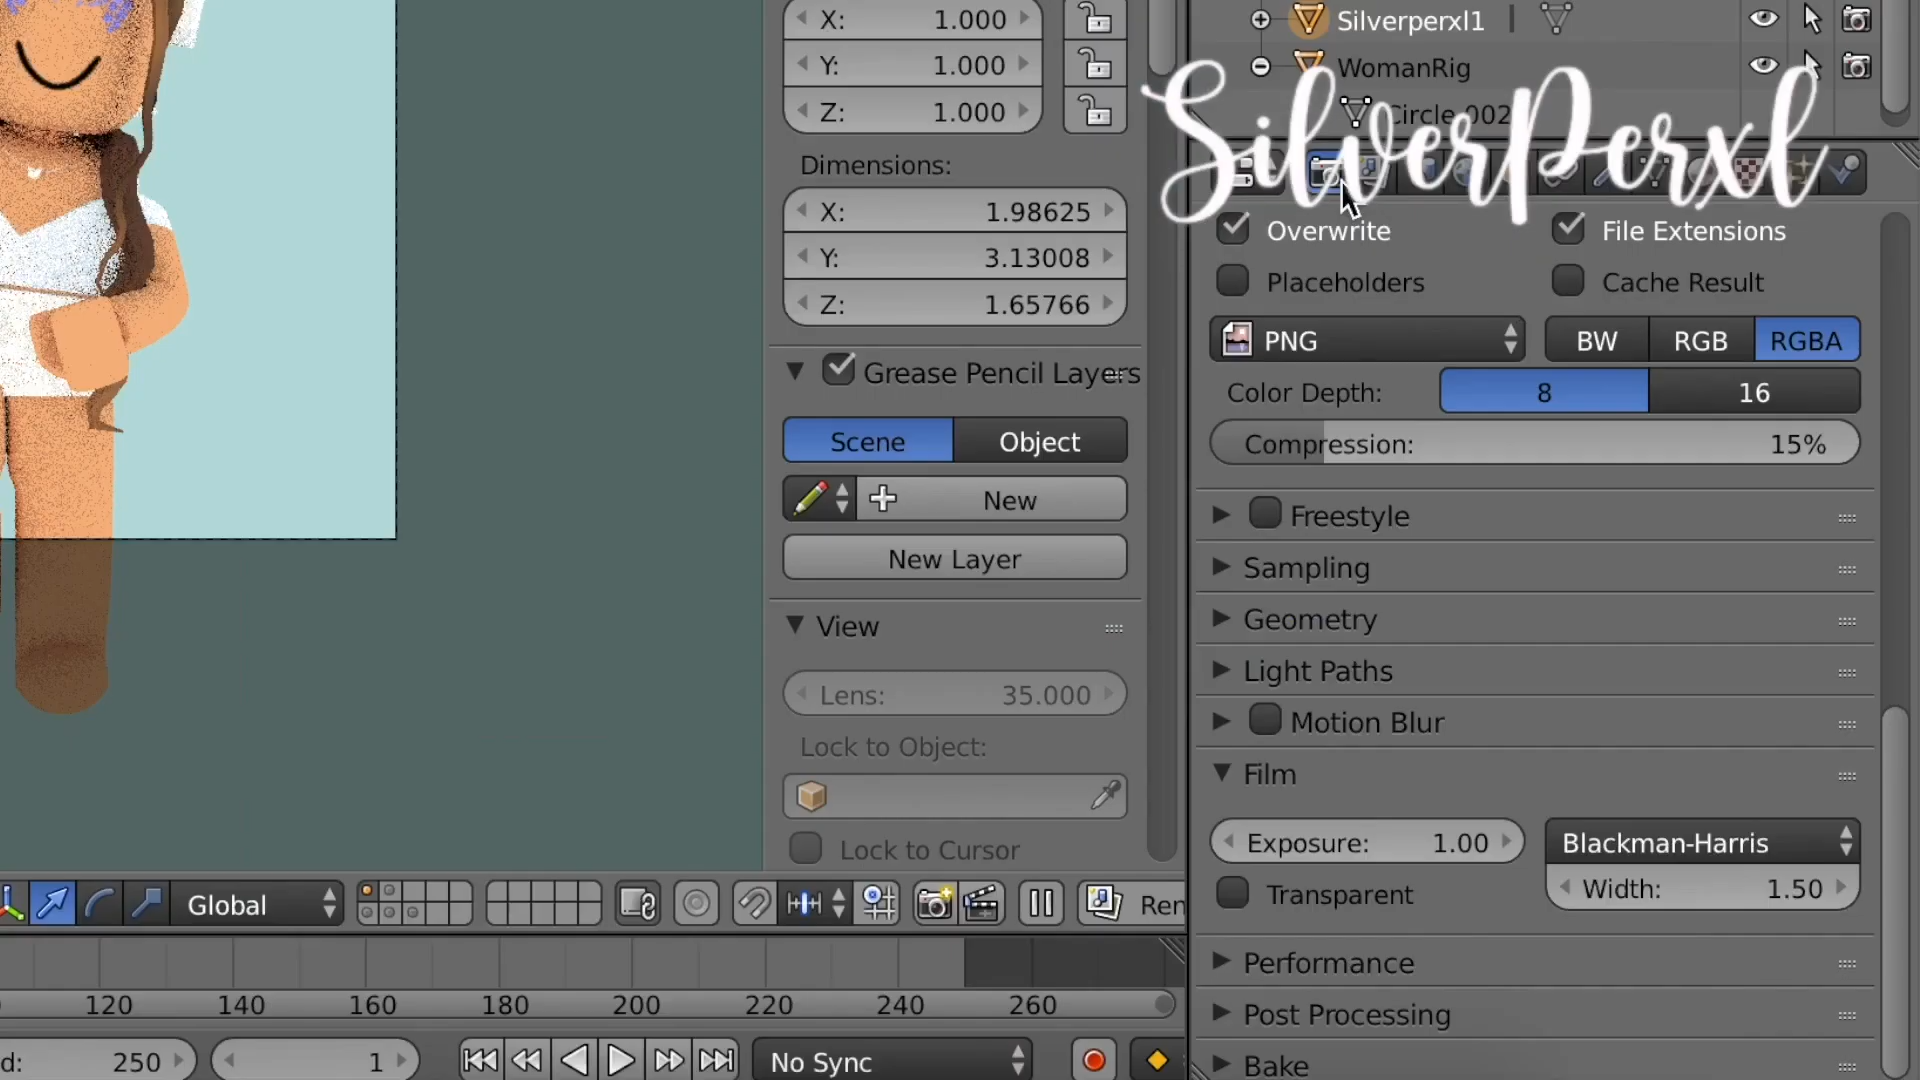 X: 1.000
Y: 1.000
Z: 1.000
Dimensions:
X: 1.98625
Y: 3.13008
Z: 1.65766
Grease Pencil Layers
Scene Object
New
New Layer
View
Lens: 35.000
Lock to Object:
Lock to Cursor
Silverperxl1
WomanRig
Circle.002
SilverPerxl
Overwrite File Extensions
Placeholders Cache Result
PNG BW RGB RGBA
Color Depth: 8 16
Compression: 15%
Freestyle
Sampling
Geometry
Light Paths
Motion Blur
Film
Exposure: 1.00 Blackman-Harris
Transparent Width: 1.50
Performance
Post Processing
Bake
Global Ren
120 140 160 180 200 220 240 260
d: 250 1 No Sync